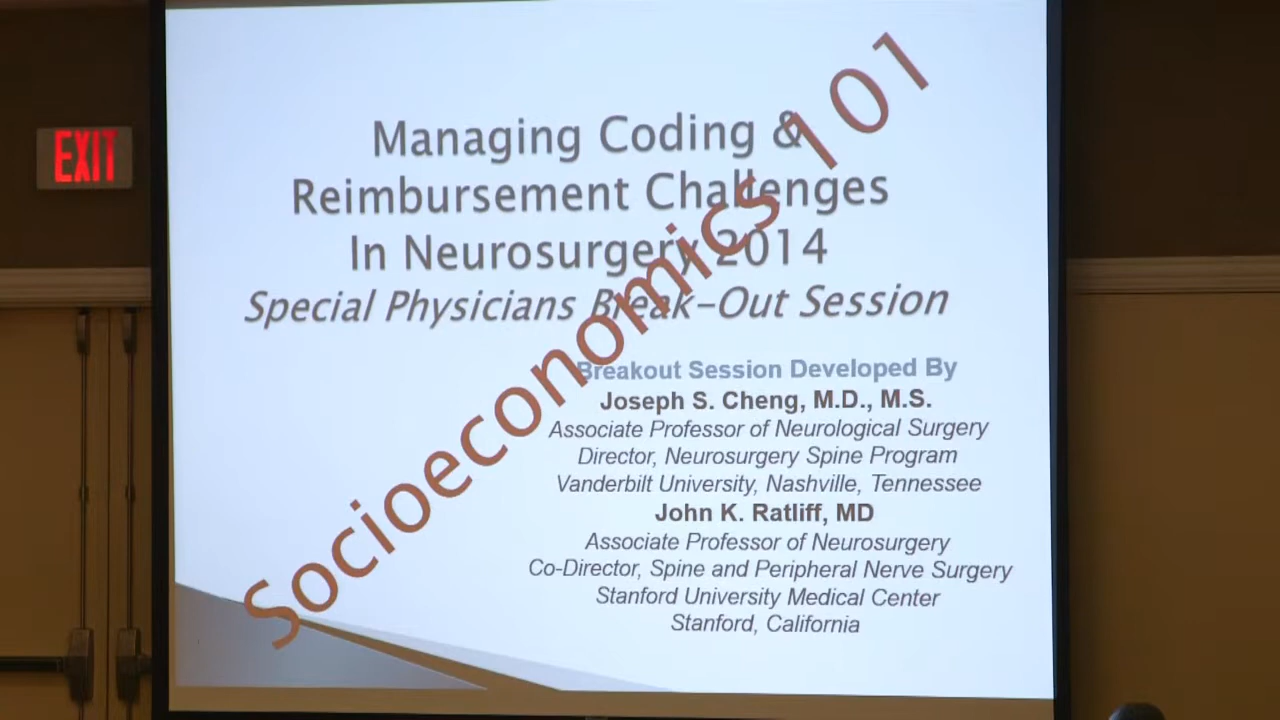 EXIT
Managing Coding &
Reimbursement Challenges
In Neurosurgery 2014
Special Physicians Break-Out Session
Socioeconomics 101
Breakout Session Developed By
Joseph S. Cheng, M.D., M.S.
Associate Professor of Neurological Surgery
Director, Neurosurgery Spine Program
Vanderbilt University, Nashville, Tennessee
John K. Ratliff, MD
Associate Professor of Neurosurgery
Co-Director, Spine and Peripheral Nerve Surgery
Stanford University Medical Center
Stanford, California